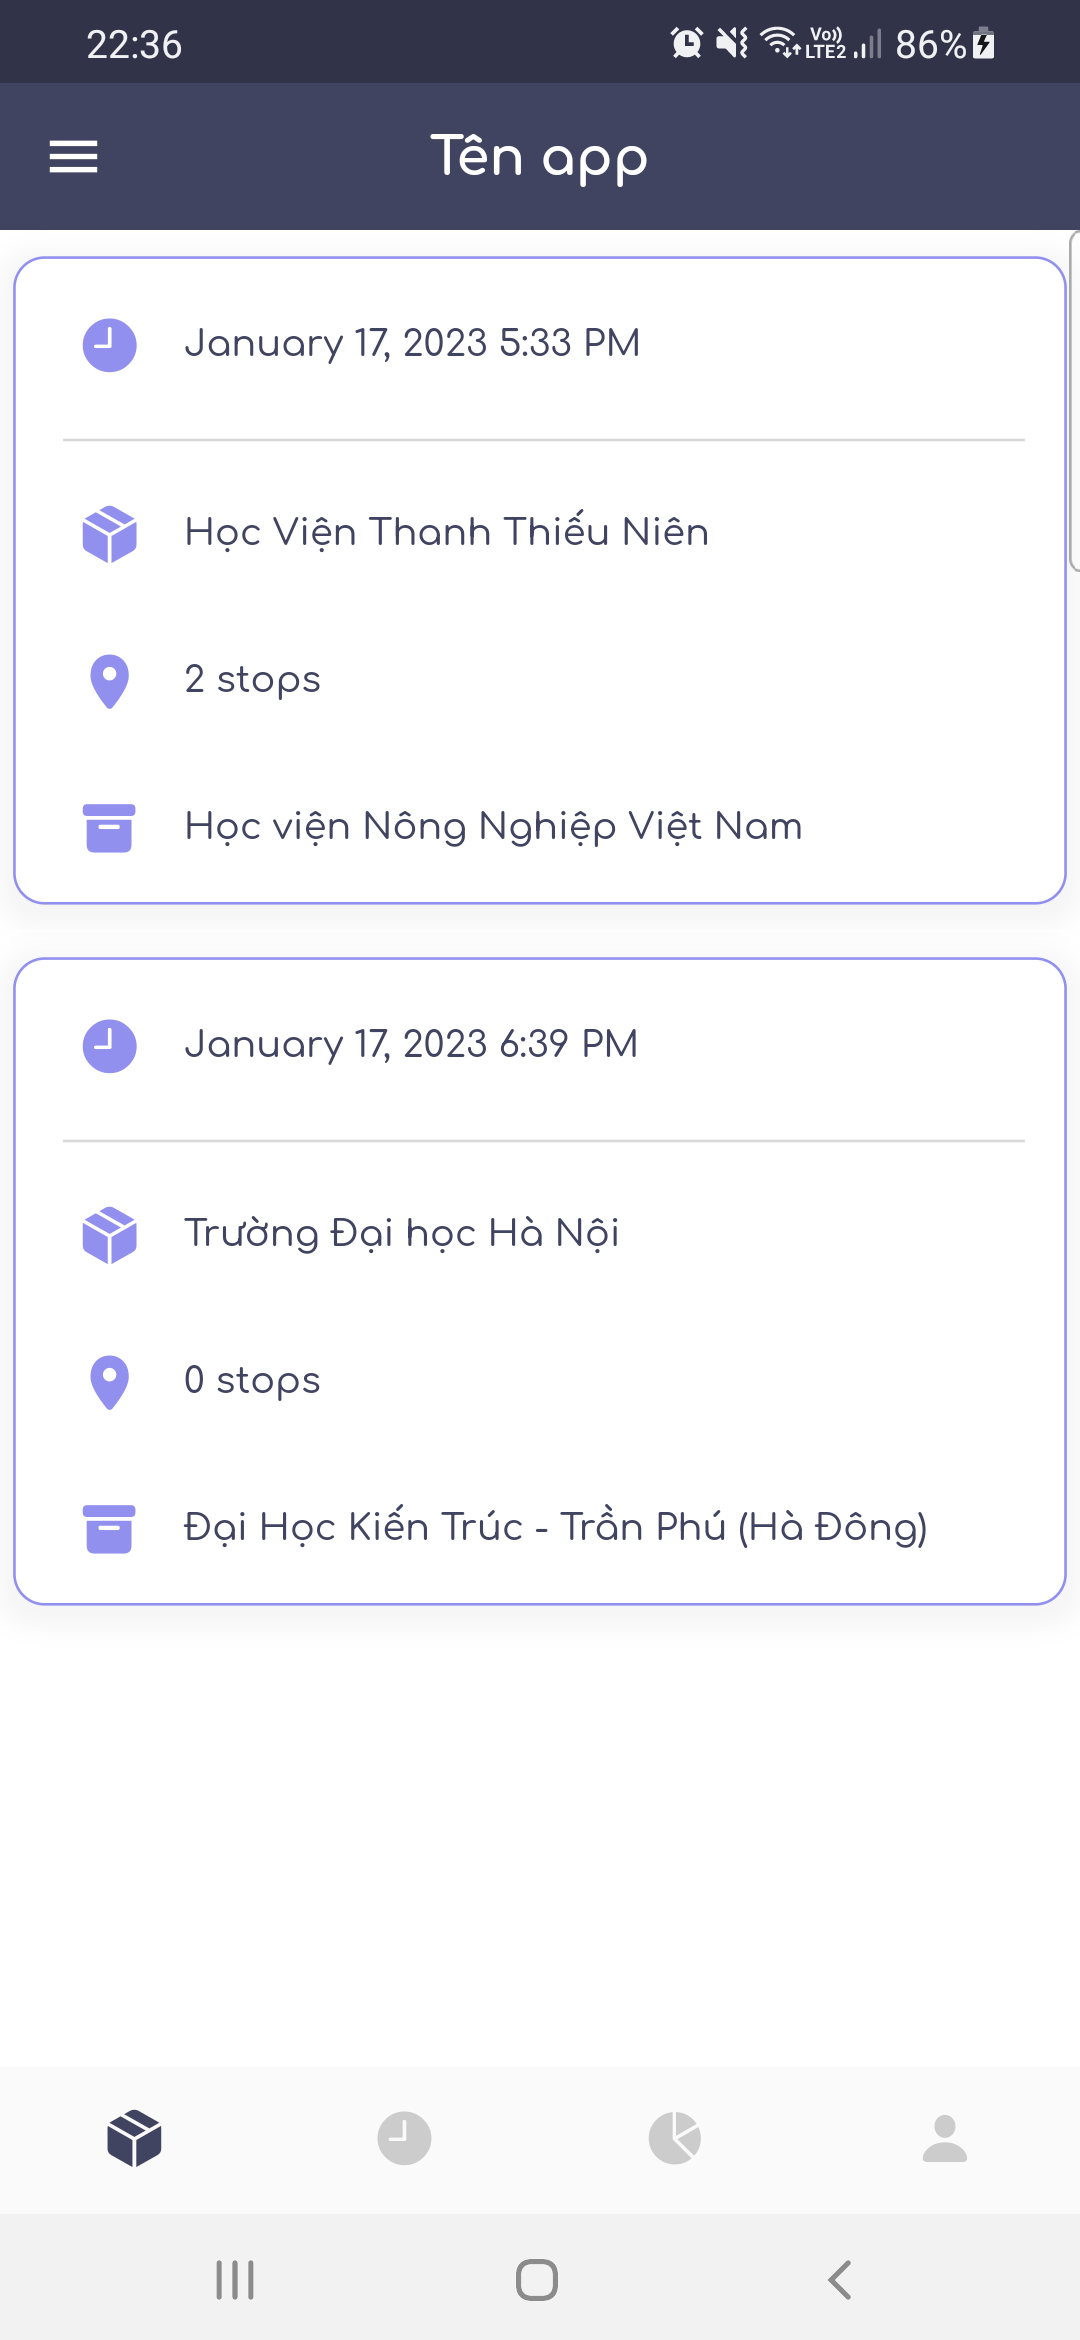 22:36
Vo)) LTE2 86%
Tên app
January 17, 2023 5:33 PM
Học Viện Thanh Thiếu Niên
2 stops
Học viện Nông Nghiệp Việt Nam
January 17, 2023 6:39 PM
Trường Đại học Hà Nội
0 stops
Đại Học Kiến Trúc - Trần Phú (Hà Đông)